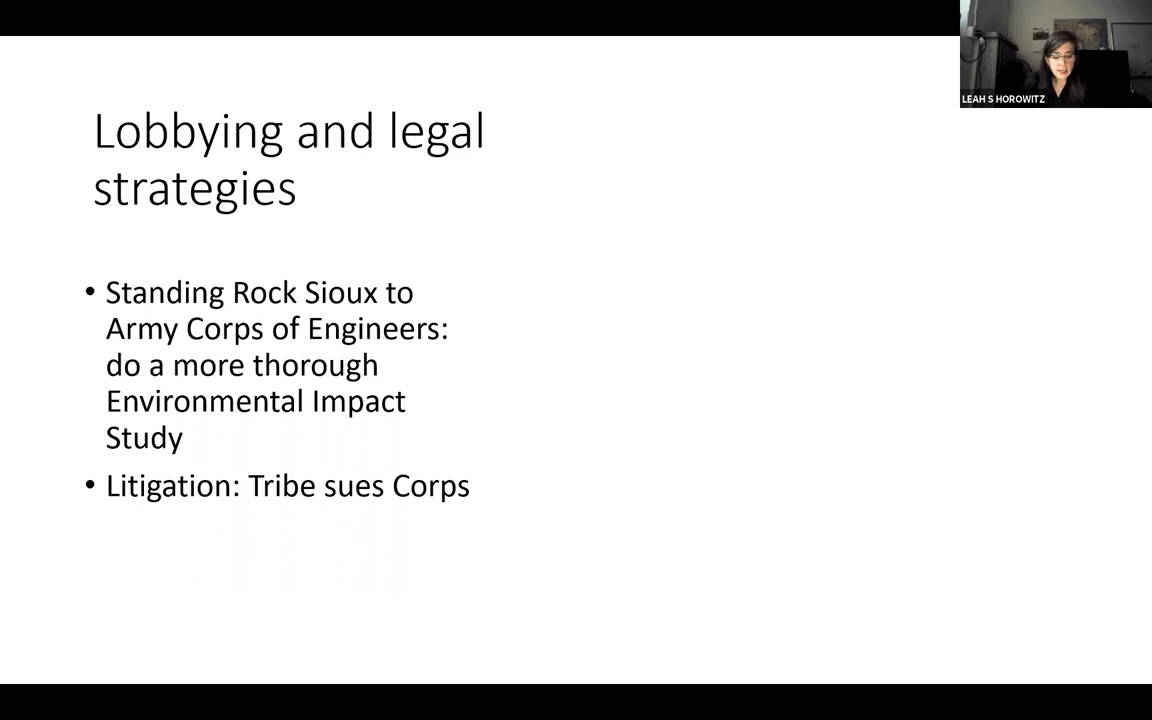 LEAH S HOROWITZ
Lobbying and legal
strategies
• Standing Rock Sioux to
Army Corps of Engineers:
do a more thorough
Environmental Impact
Study
• Litigation: Tribe sues Corps